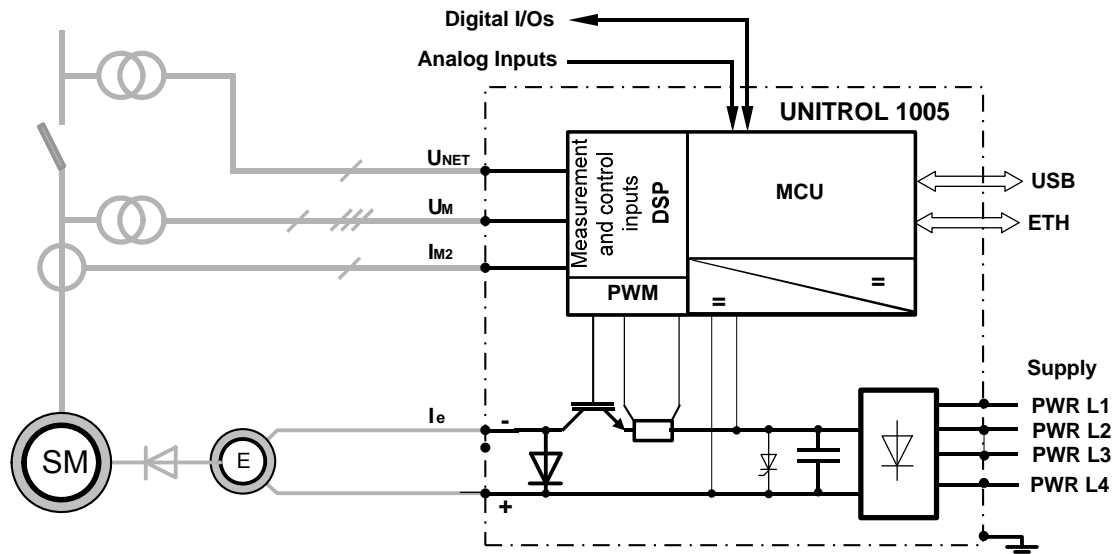 Digital I/Os
Analog Inputs
UNITROL 1005
UNET
UM
IM2
Measurement
and control
inputs
DSP
MCU
USB
ETH
PWM
=
=
Supply
PWR L1
PWR L2
PWR L3
PWR L4
Ie
-
+
SM
E